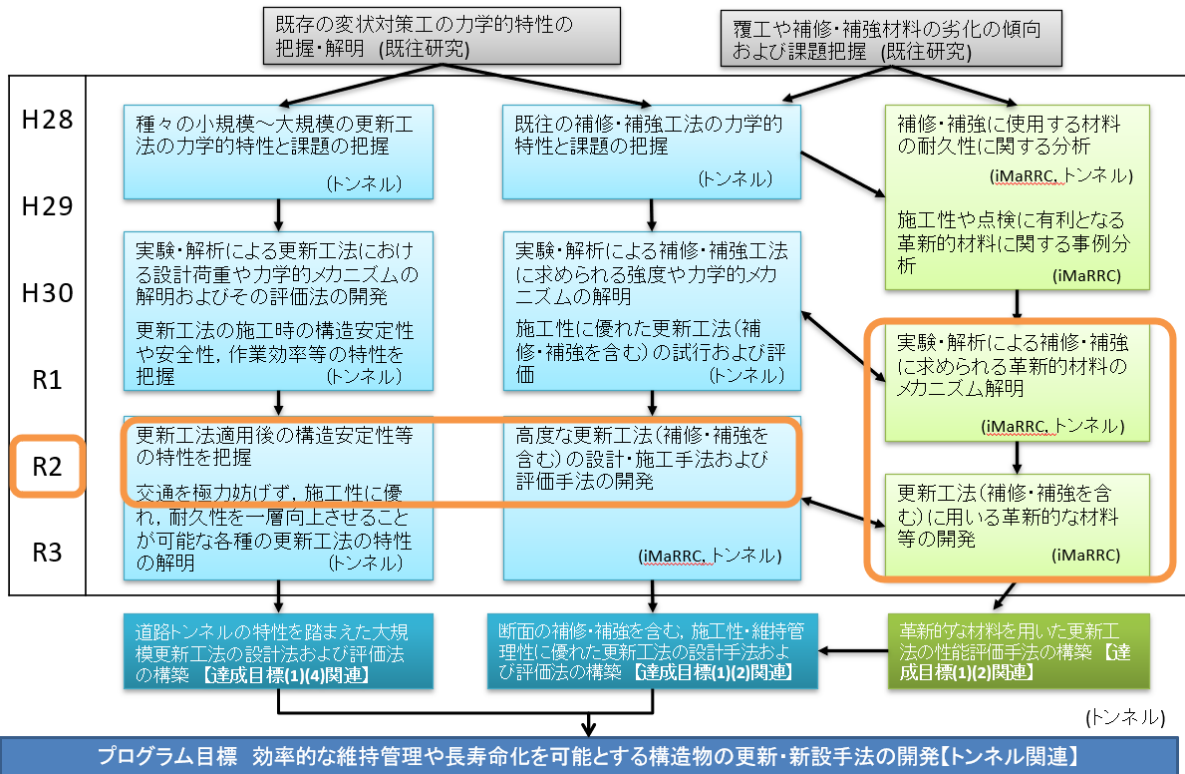 既存の変状対策工の力学的特性の
把握・解明 (既往研究)
覆工や補修・補強材料の劣化の傾向
および課題把握 (既往研究)
H28
H29
H30
R1
R2
R3
種々の小規模～大規模の更新工
法の力学的特性と課題の把握
(トンネル)
既往の補修・補強工法の力学的
特性と課題の把握
(トンネル)
補修・補強に使用する材料
の耐久性に関する分析
(iMaRRC, トンネル)
施工性や点検に有利となる
革新的材料に関する事例分
析
(iMaRRC)
実験・解析による更新工法にお
ける設計荷重や力学的メカニズムの
解明およびその評価法の開発
更新工法の施工時の構造安定性
や安全性, 作業効率等の特性を
把握 (トンネル)
実験・解析による補修・補強工法
に求められる強度や力学的メカ
ニズムの解明
施工性に優れた更新工法(補
修・補強を含む)の試行および評
価 (トンネル)
実験・解析による補修・補強
に求められる革新的材料の
メカニズム解明
(iMaRRC, トンネル)
更新工法適用後の構造安定性等
の特性を把握
交通を極力妨げず, 施工性に優
れ, 耐久性を一層向上させること
が可能な各種の更新工法の特性
の解明 (トンネル)
高度な更新工法(補修・補強を
含む)の設計・施工手法および
評価手法の開発
(iMaRRC, トンネル)
更新工法(補修・補強を含
む)に用いる革新的な材料
等の開発
(iMaRRC)
道路トンネルの特性を踏まえた大規
模更新工法の設計法および評価法
の構築 【達成目標(1)(4)関連】
断面の補修・補強を含む, 施工性・維持管
理性に優れた更新工法の設計手法およ
び評価法の構築 【達成目標(1)(2)関連】
革新的な材料を用いた更新工
法の性能評価手法の構築 【達
成目標(1)(2)関連】
(トンネル)
プログラム目標 効率的な維持管理や長寿命化を可能とする構造物の更新・新設手法の開発【トンネル関連】